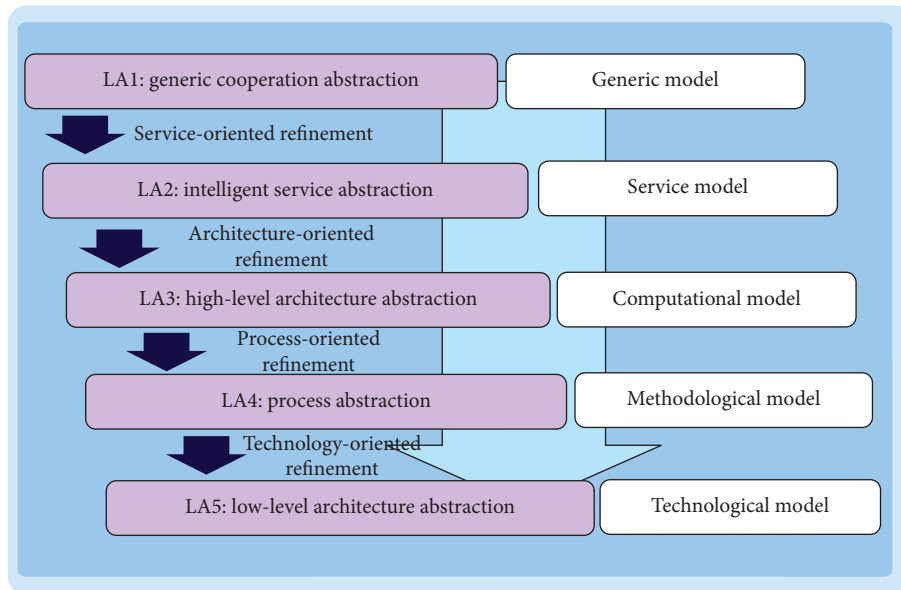 LA1: generic cooperation abstraction
Generic model
Service-oriented refinement
LA2: intelligent service abstraction
Service model
Architecture-oriented
refinement
LA3: high-level architecture abstraction
Computational model
Process-oriented
refinement
LA4: process abstraction
Methodological model
Technology-oriented
refinement
LA5: low-level architecture abstraction
Technological model